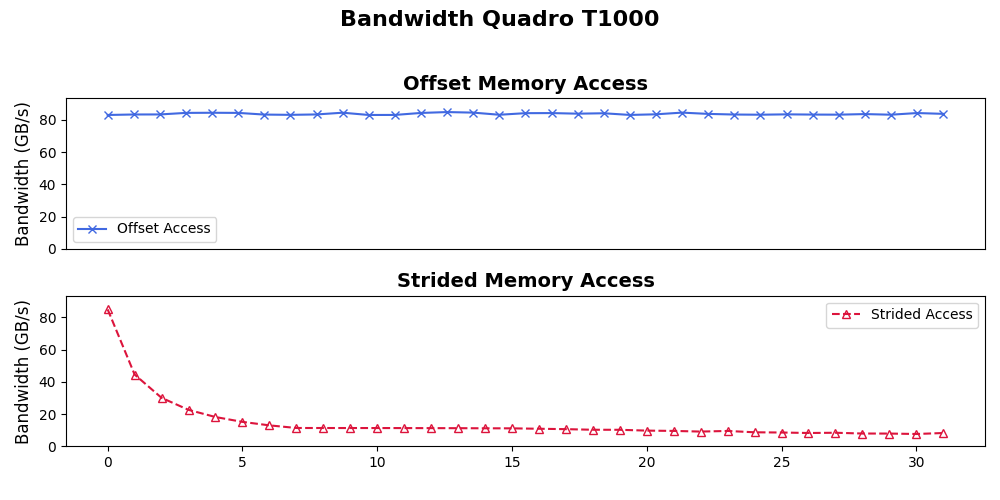 Bandwidth Quadro T1000
Offset Memory Access
Bandwidth (GB/s)
80
60
40
20
0
Offset Access
Strided Memory Access
Bandwidth (GB/s)
80
60
40
20
0
Strided Access
0 5 10 15 20 25 30